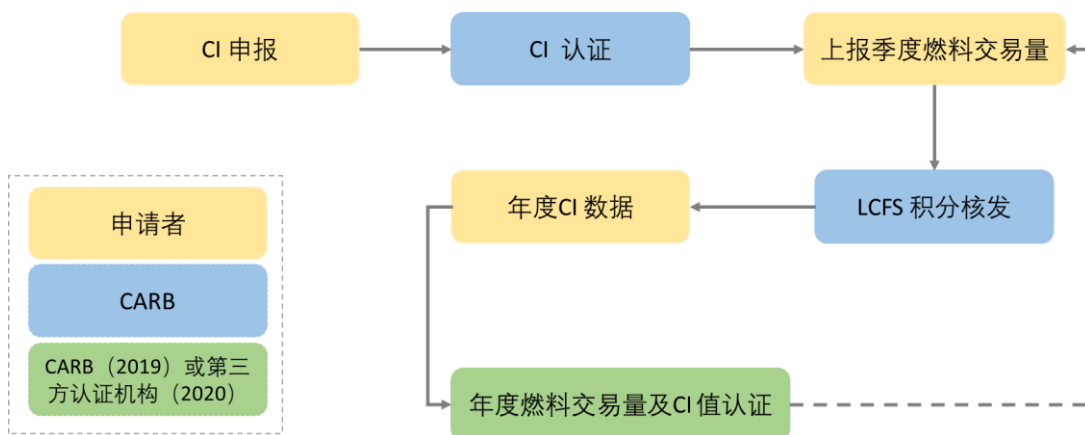 CI 申报
CI 认证
上报季度燃料交易量
年度CI 数据
LCFS 积分核发
申请者
CARB
CARB（2019）或第三
方认证机构（2020）
年度燃料交易量及CI 值认证